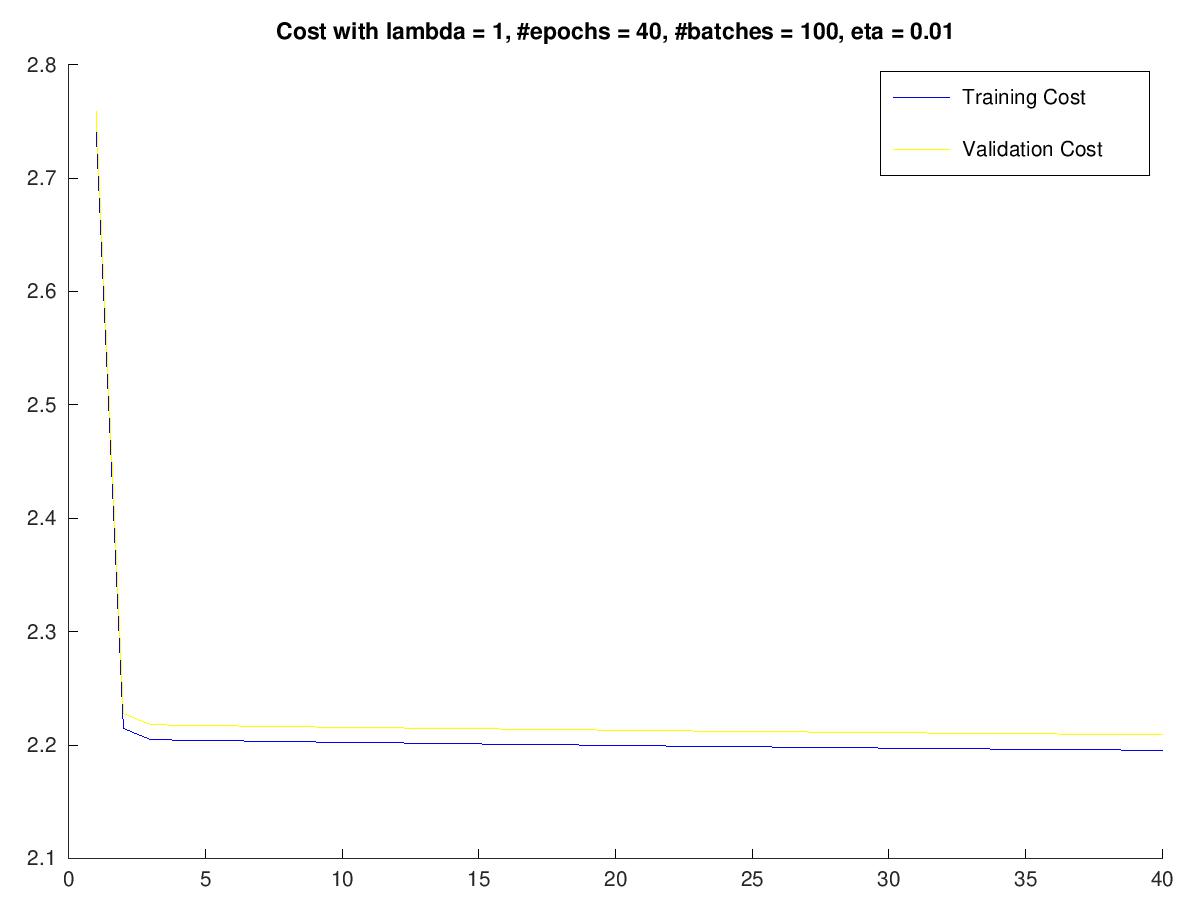 Cost with lambda = 1, #epochs = 40, #batches = 100, eta = 0.01
2.8
Training Cost
Validation Cost
2.7
2.6
2.5
2.4
2.3
2.2
2.1
0 5 10 15 20 25 30 35 40